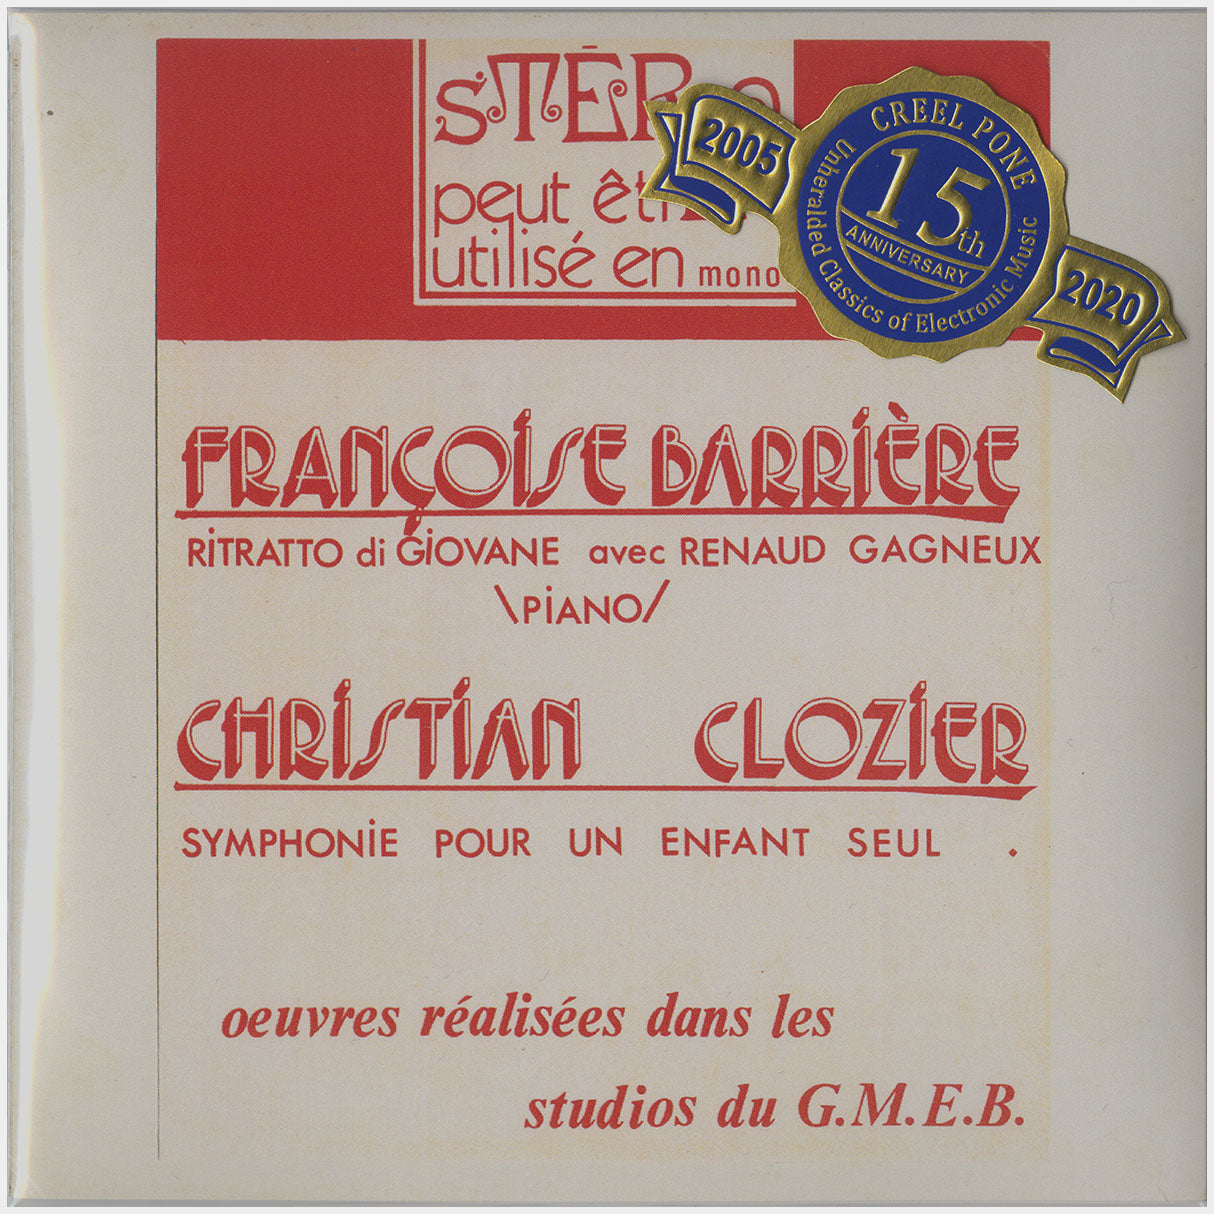 STÉR
peut êt
utilisé en mono
2005
CREEL PONE
15th
ANNIVERSARY
Unheralded Classics of Electronic Music
2020
FRANÇOISE BARRIÈRE
RITRATTO di GIOVANE avec RENAUD GAGNEUX
\PIANO/
CHRISTIAN CLOZIER
SYMPHONIE POUR UN ENFANT SEUL .
oeuvres réalisées dans les
studios du G.M.E.B.